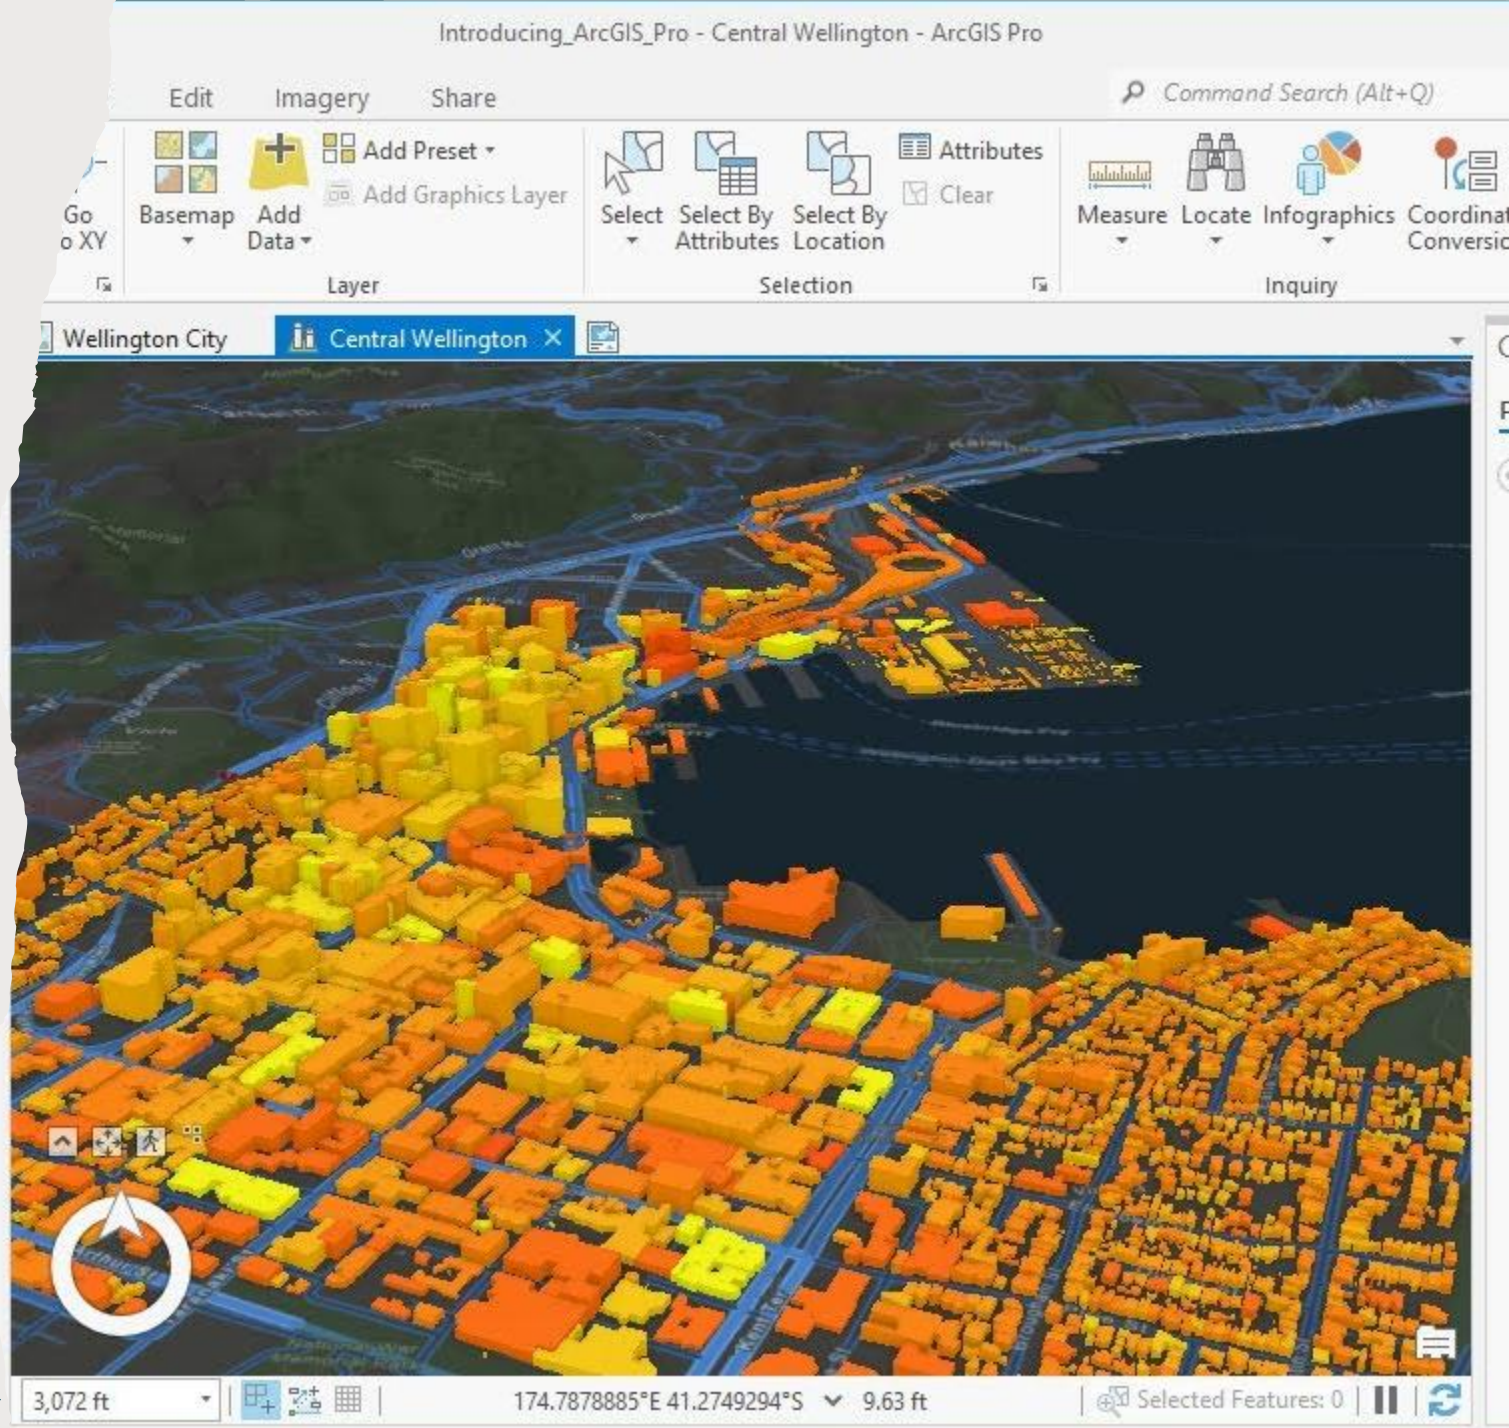 Introducing_ArcGIS_Pro - Central Wellington - ArcGIS Pro
Edit Imagery Share
Command Search (Alt+Q)
Go
o XY
Basemap
Add
Data
Add Preset
Add Graphics Layer
Layer
Select
Select By
Attributes
Select By
Location
Attributes
Clear
Selection
Measure
Locate
Infographics
Coordinat
Conversio
Inquiry
Wellington City
Central Wellington
3,072 ft
174.7878885°E 41.2749294°S
9.63 ft
Selected Features: 0